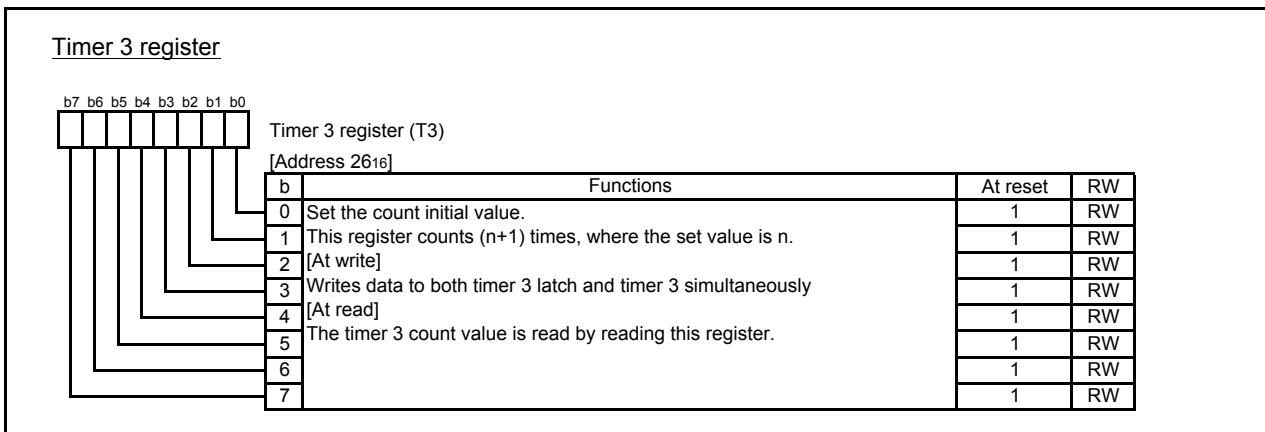 Timer 3 register
b7 b6 b5 b4 b3 b2 b1 b0
Timer 3 register (T3)
[Address 2616]
b Functions At reset RW
0 Set the count initial value. 1 RW
1 This register counts (n+1) times, where the set value is n. 1 RW
2 [At write] 1 RW
3 Writes data to both timer 3 latch and timer 3 simultaneously 1 RW
4 [At read] 1 RW
5 The timer 3 count value is read by reading this register. 1 RW
6 1 RW
7 1 RW